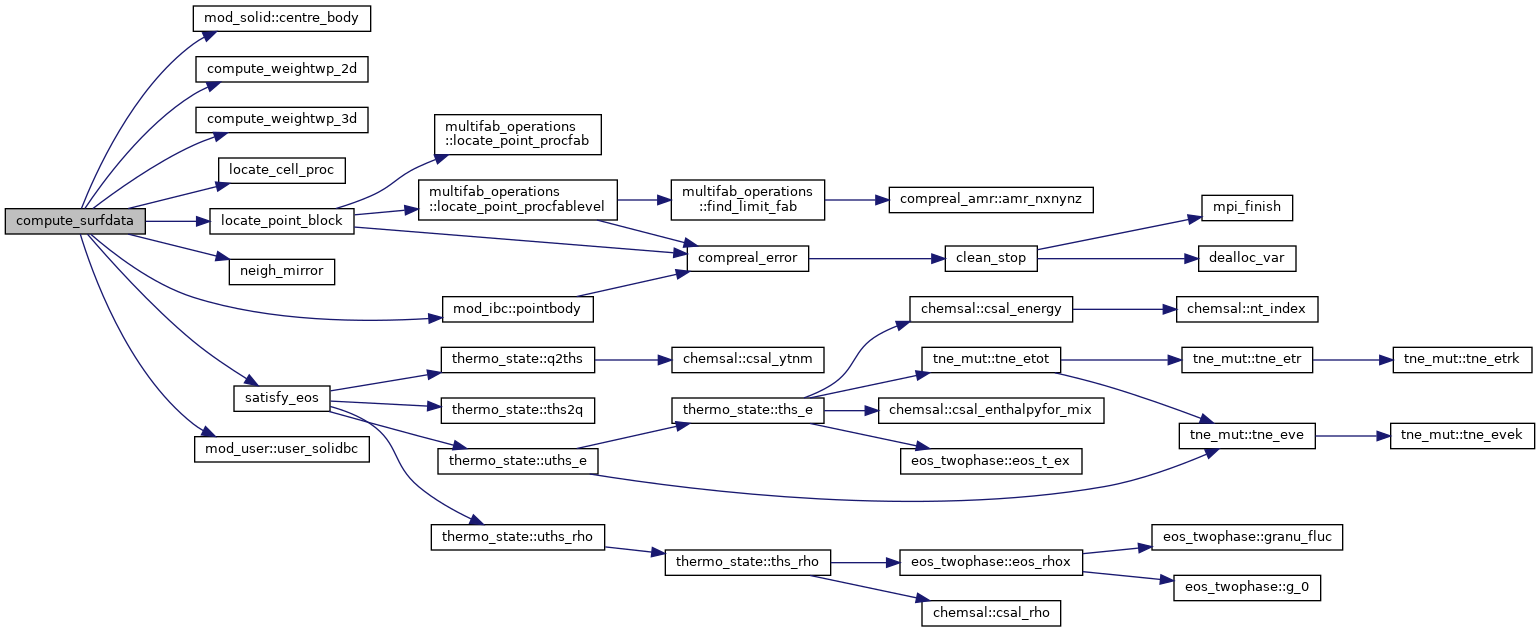 mod_solid::centre_body
compute_weightwp_2d
compute_weightwp_3d
locate_cell_proc
compute_surfdata
locate_point_block
neigh_mirror
mod_ibc::pointbody
satisfy_eos
mod_user::user_solidbc
multifab_operations
::locate_point_procfab
multifab_operations
::locate_point_procfablevel
multifab_operations
::find_limit_fab
compreal_amr::amr_nxnynz
compreal_error
clean_stop
mpi_finish
dealloc_var
thermo_state::q2ths
chemsal::csal_ytnm
thermo_state::ths2q
thermo_state::uths_e
thermo_state::ths_e
chemsal::csal_energy
chemsal::nt_index
tne_mut::tne_etot
tne_mut::tne_etr
tne_mut::tne_etrk
chemsal::csal_enthalpyfor_mix
eos_twophase::eos_t_ex
tne_mut::tne_eve
tne_mut::tne_evek
thermo_state::uths_rho
thermo_state::ths_rho
eos_twophase::eos_rhox
eos_twophase::granu_fluc
eos_twophase::g_0
chemsal::csal_rho